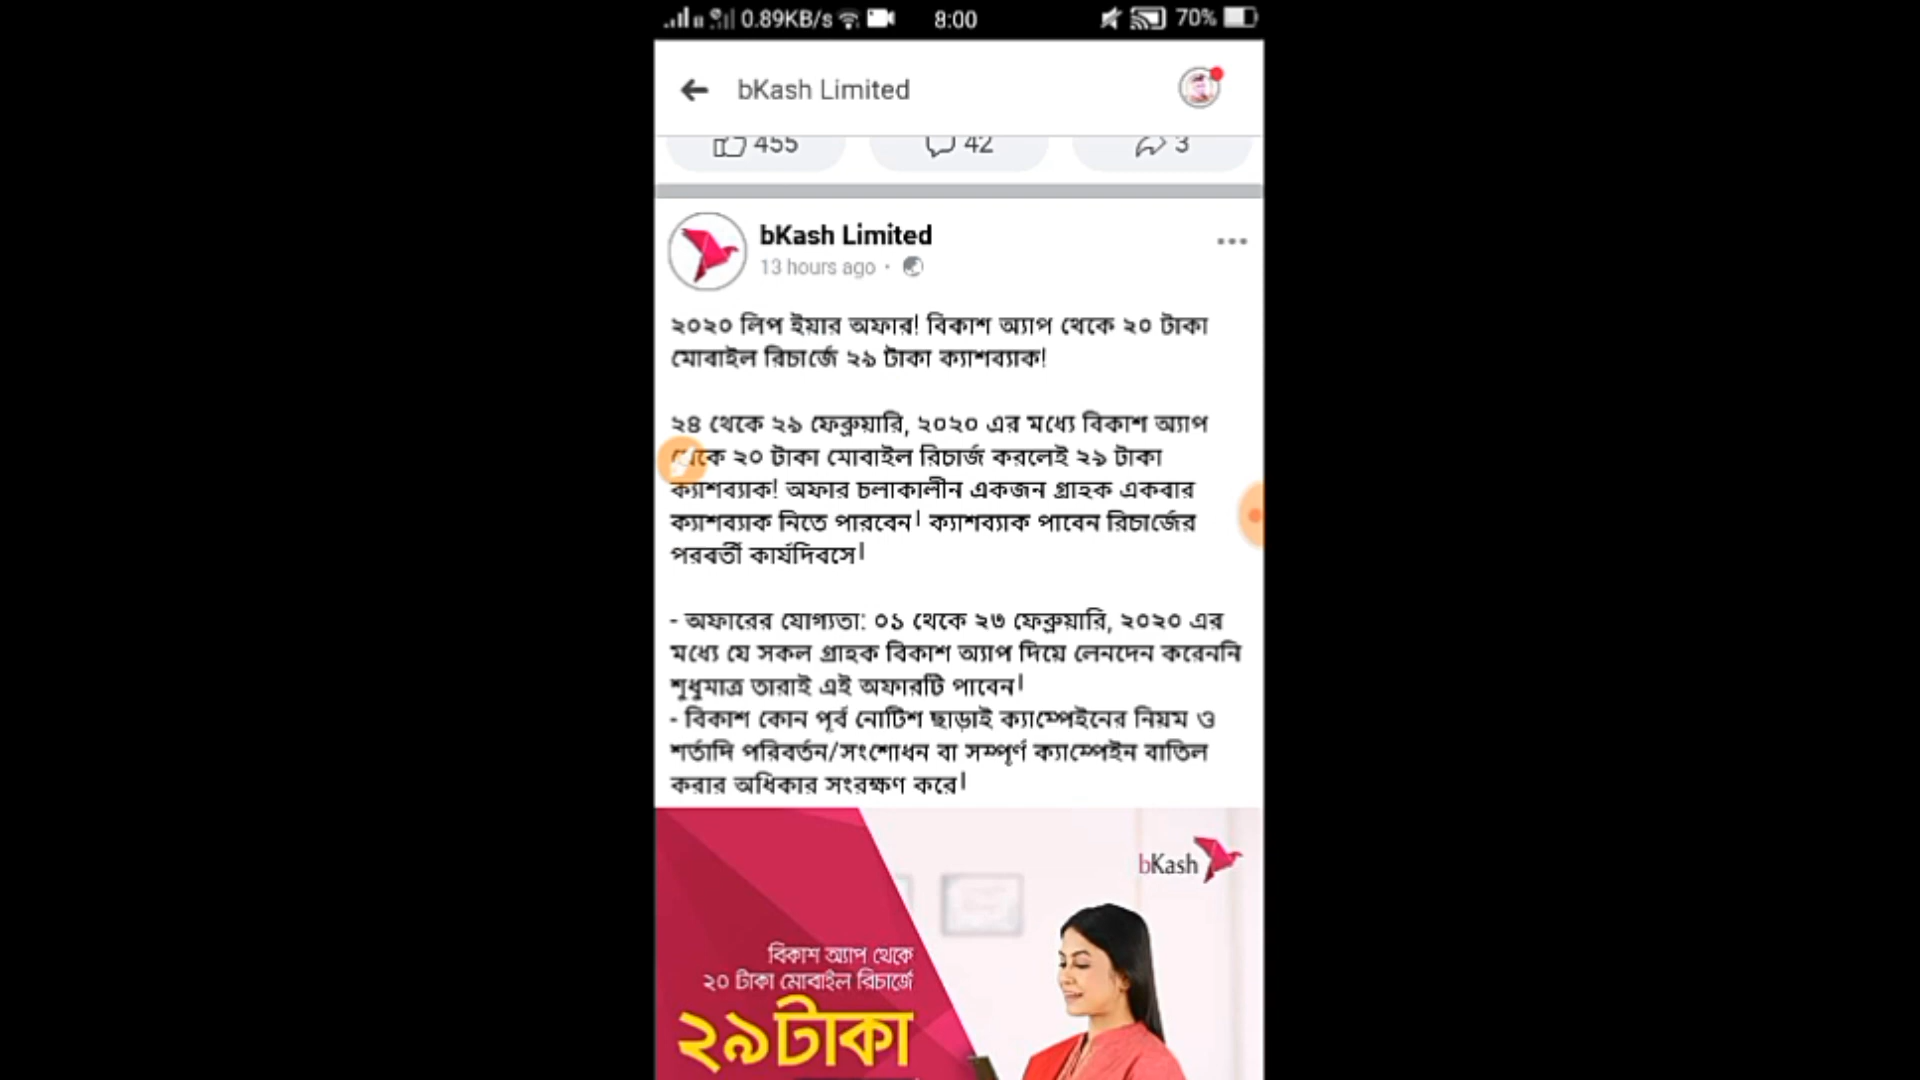 0.89KB/s 8:00 70%
bKash Limited
455 42 3
bKash Limited
13 hours ago ·
২০২০ লিপ ইয়ার অফার! বিকাশ অ্যাপ থেকে ২০ টাকা
মোবাইল রিচার্জে ২৯ টাকা ক্যাশব্যাক!
২৪ থেকে ২৯ ফেব্রুয়ারি, ২০২০ এর মধ্যে বিকাশ অ্যাপ
থেকে ২০ টাকা মোবাইল রিচার্জ করলেই ২৯ টাকা
ক্যাশব্যাক! অফার চলাকালীন একজন গ্রাহক একবার
ক্যাশব্যাক নিতে পারবেন। ক্যাশব্যাক পাবেন রিচার্জের
পরবর্তী কার্যদিবসে।
- অফারের যোগ্যতা: ০১ থেকে ২৩ ফেব্রুয়ারি, ২০২০ এর
মধ্যে যে সকল গ্রাহক বিকাশ অ্যাপ দিয়ে লেনদেন করেননি
শুধুমাত্র তারাই এই অফারটি পাবেন।
- বিকাশ কোন পূর্ব নোটিশ ছাড়াই ক্যাম্পেইনের নিয়ম ও
শর্তাদি পরিবর্তন/সংশোধন বা সম্পূর্ণ ক্যাম্পেইন বাতিল
করার অধিকার সংরক্ষণ করে।
bKash
বিকাশ অ্যাপ থেকে
২০ টাকা মোবাইল রিচার্জে
২৯টাকা